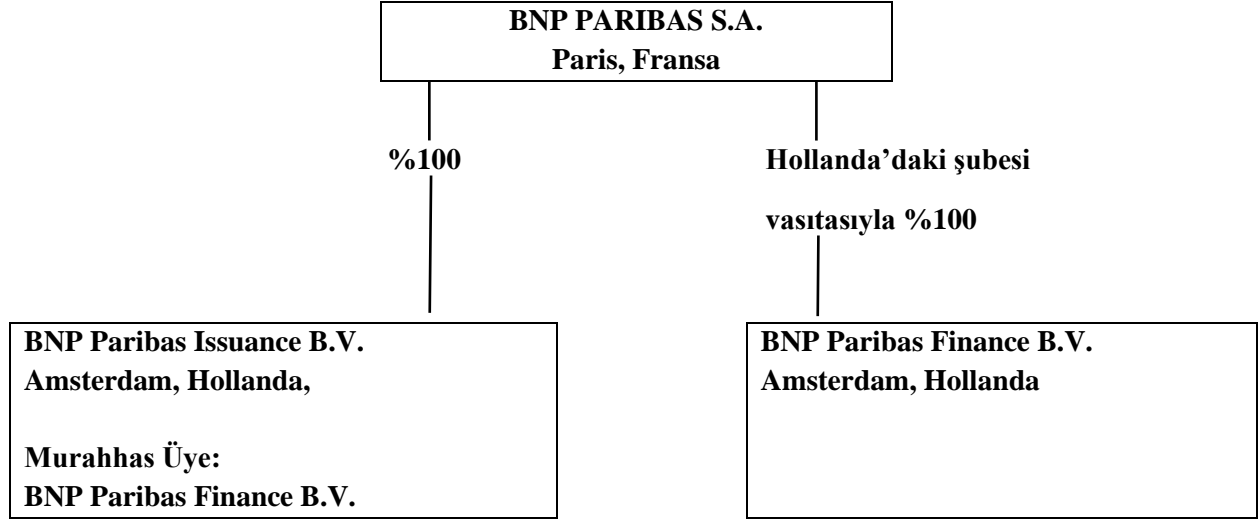 BNP PARIBAS S.A.
Paris, Fransa
%100
Hollanda’daki şubesi
vasıtasıyla %100
BNP Paribas Issuance B.V.
Amsterdam, Hollanda,
Murahhas Üye:
BNP Paribas Finance B.V.
BNP Paribas Finance B.V.
Amsterdam, Hollanda